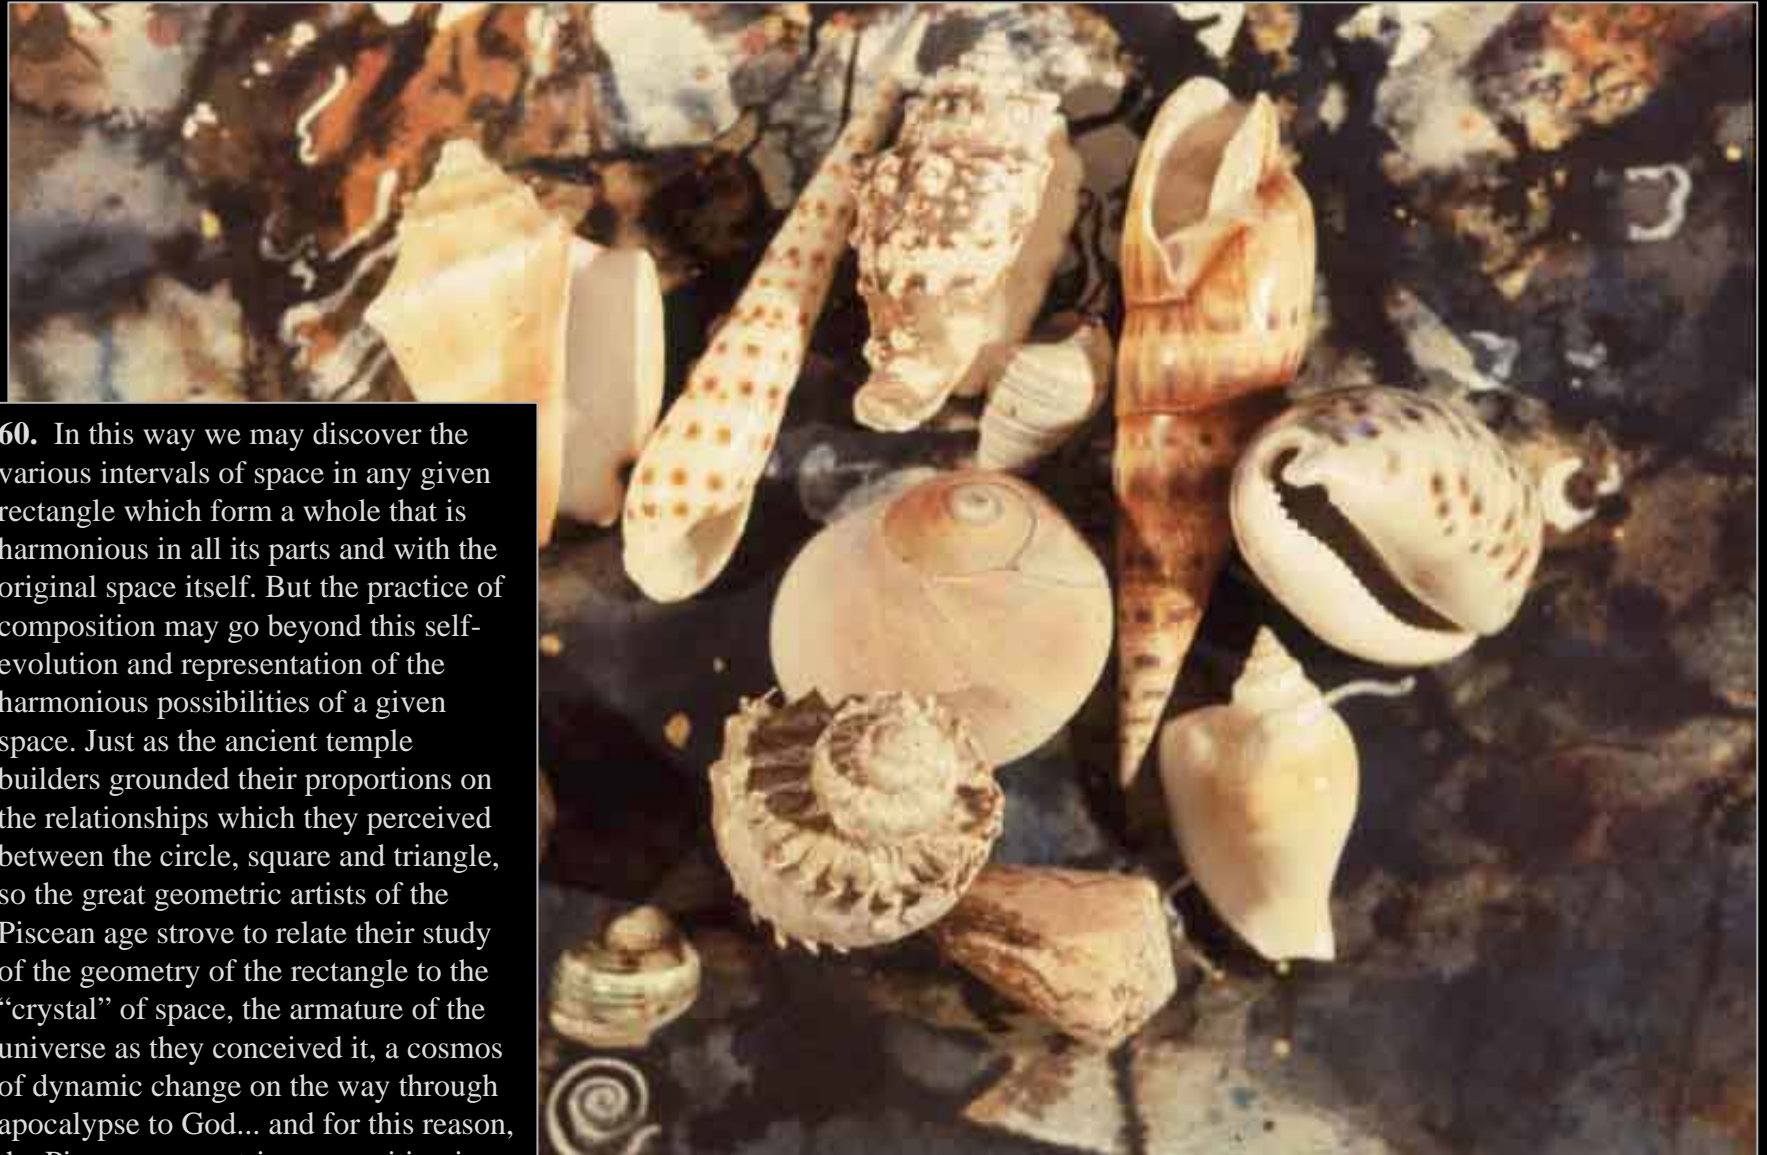 60. In this way we may discover the
various intervals of space in any given
rectangle which form a whole that is
harmonious in all its parts and with the
original space itself. But the practice of
composition may go beyond this self-
evolution and representation of the
harmonious possibilities of a given
space. Just as the ancient temple
builders grounded their proportions on
the relationships which they perceived
between the circle, square and triangle,
so the great geometric artists of the
Piscean age strove to relate their study
of the geometry of the rectangle to the
“crystal” of space, the armature of the
universe as they conceived it, a cosmos
of dynamic change on the way through
apocalypse to God... and for this reason,